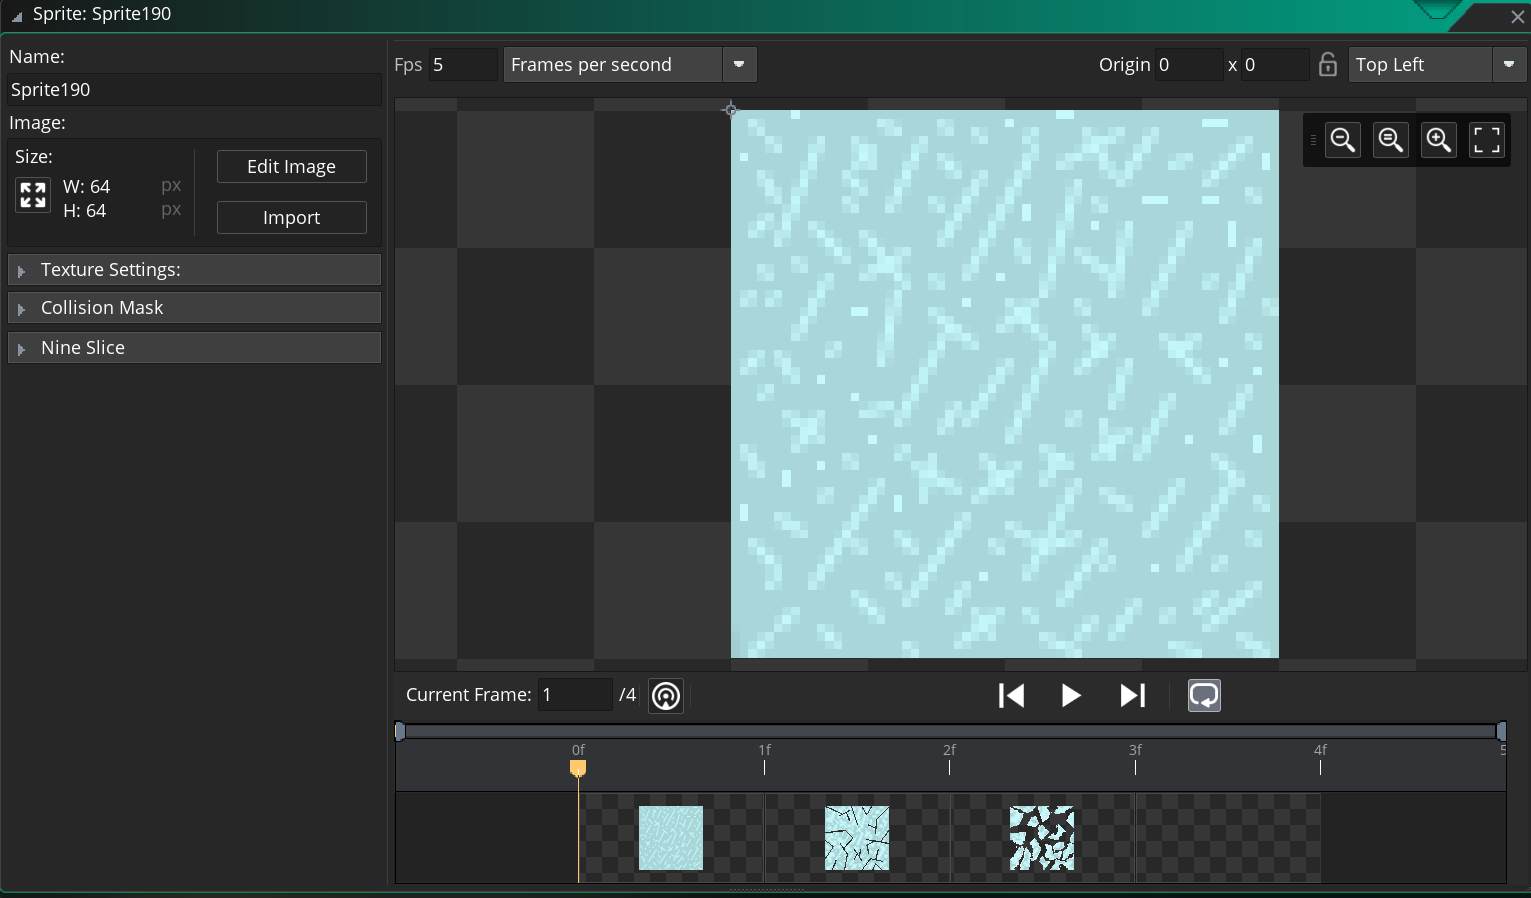 Sprite: Sprite190
Name:
Sprite190
Image:
Size:
W: 64 px
H: 64 px
Edit Image
Import
Texture Settings:
Collision Mask
Nine Slice
Fps 5 Frames per second
Origin 0 x 0 Top Left
Current Frame: 1 /4
0f 1f 2f 3f 4f 5